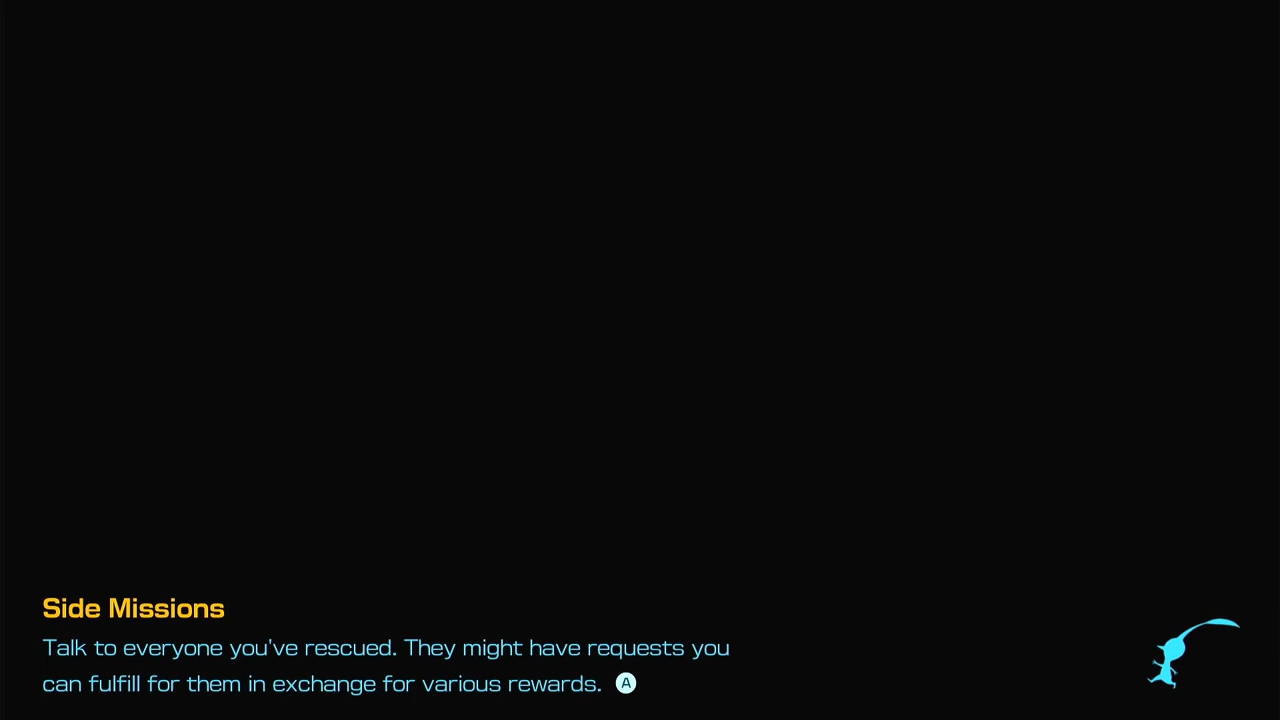 Side Missions
Talk to everyone you've rescued. They might have requests you
can fulfill for them in exchange for various rewards. A